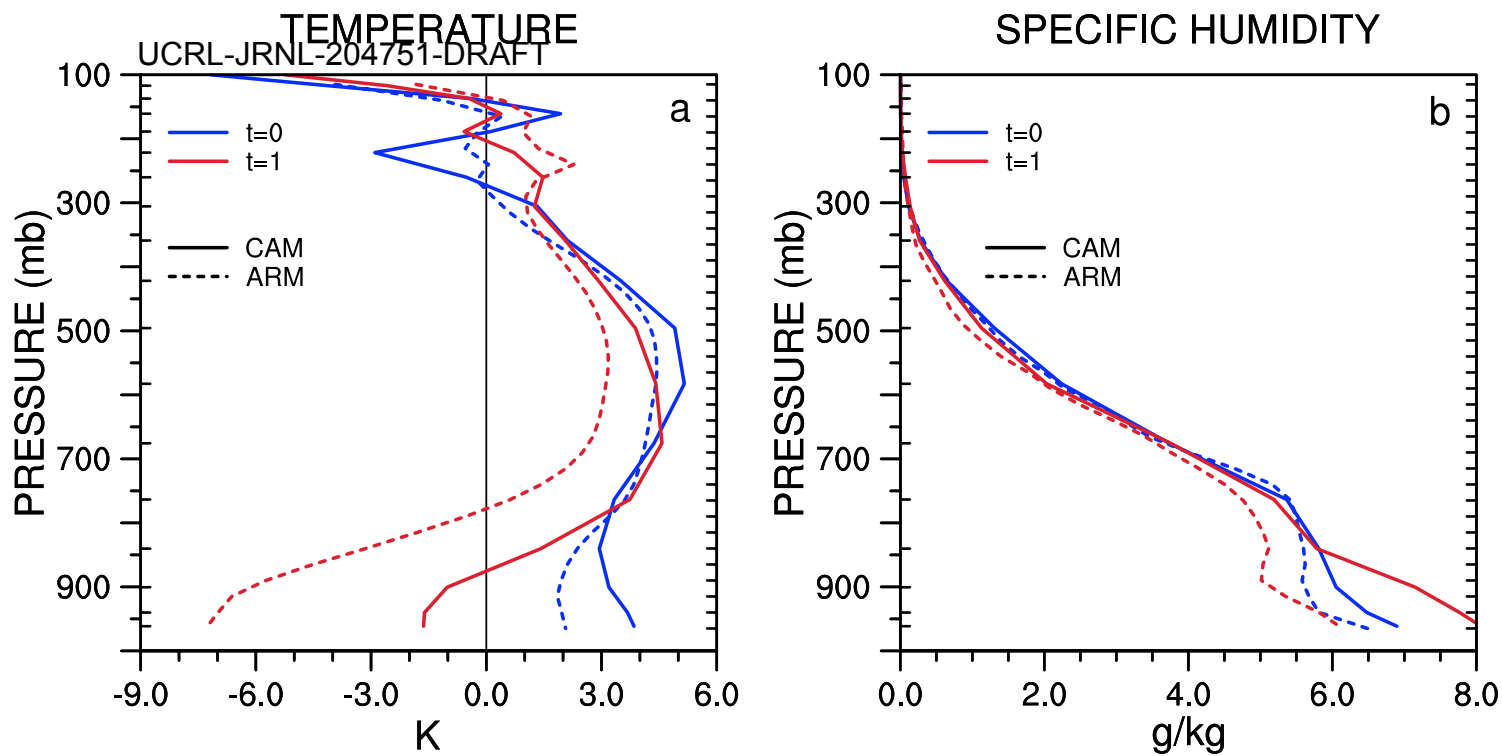 TEMPERATURE
UCRL-JRNL-204751-DRAFT
a
t=0
t=1
CAM
ARM
100
300
500
700
900
PRESSURE (mb)
-9.0 -6.0 -3.0 0.0 3.0 6.0
K
SPECIFIC HUMIDITY
b
t=0
t=1
CAM
ARM
100
300
500
700
900
PRESSURE (mb)
0.0 2.0 4.0 6.0 8.0
g/kg